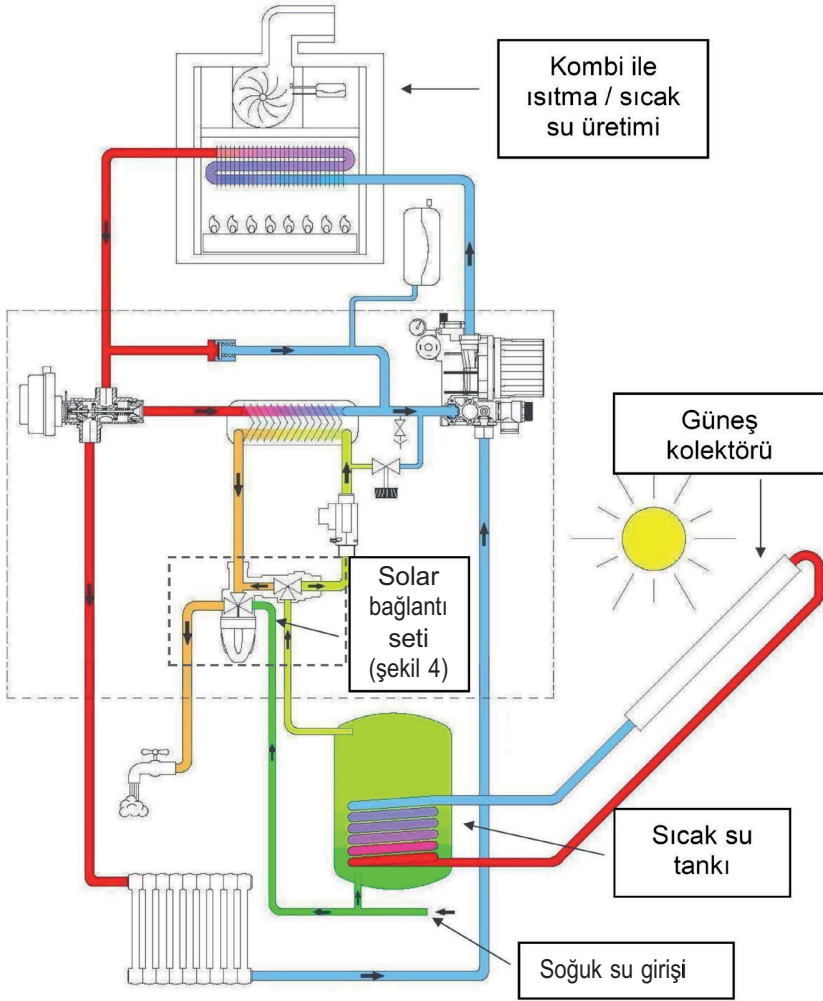 Kombi ile
ısıtma / sıcak
su üretimi
Güneş
kolektörü
Solar
bağlantı
seti
(şekil 4)
Sıcak su
tankı
Soğuk su girişi